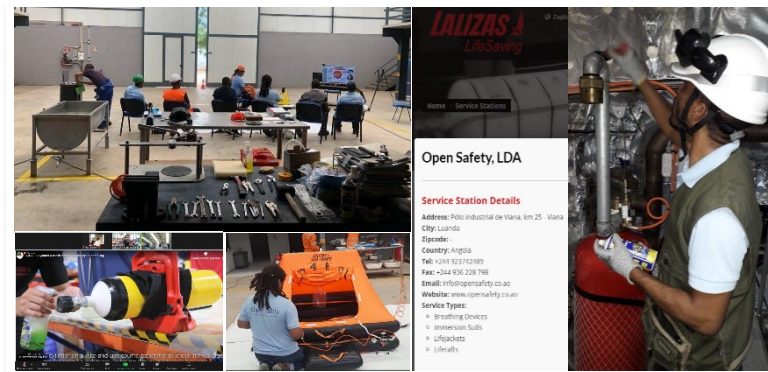 LALIZAS
LifeSaving
Home
Service Stations
Open Safety, LDA
Service Station Details
Address: Pólo Industrial de Viana, km 25 - Viana
City: Luanda
Zipcode: -
Country: Angola
Tel: +244 923742489
Fax: +244 936 228 798
Email: info@opensafety.co.ao
Website: www.opensafety.co.ao
Service Types:
Breathing Devices
Immersion Suits
Lifejackets
Liferafts
Open Safety